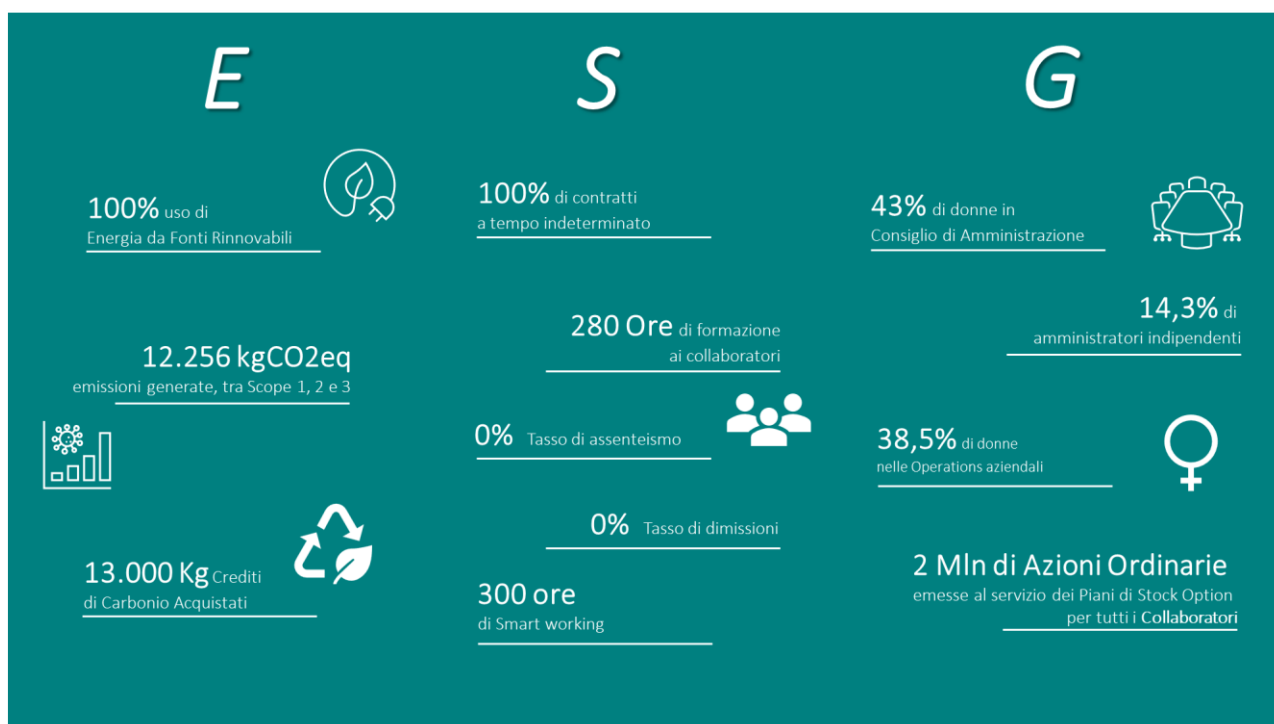 E
100% uso di
Energia da Fonti Rinnovabili
12.256 kgCO2eq
emissioni generate, tra Scope 1, 2 e 3
13.000 Kg Crediti
di Carbonio Acquistati
S
100% di contratti
a tempo indeterminato
280 Ore di formazione
ai collaboratori
0% Tasso di assenteismo
0% Tasso di dimissioni
300 ore
di Smart working
G
43% di donne in
Consiglio di Amministrazione
14,3% di
amministratori indipendenti
38,5% di donne
nelle Operations aziendali
2 Mln di Azioni Ordinarie
emesse al servizio dei Piani di Stock Option
per tutti i Collaboratori